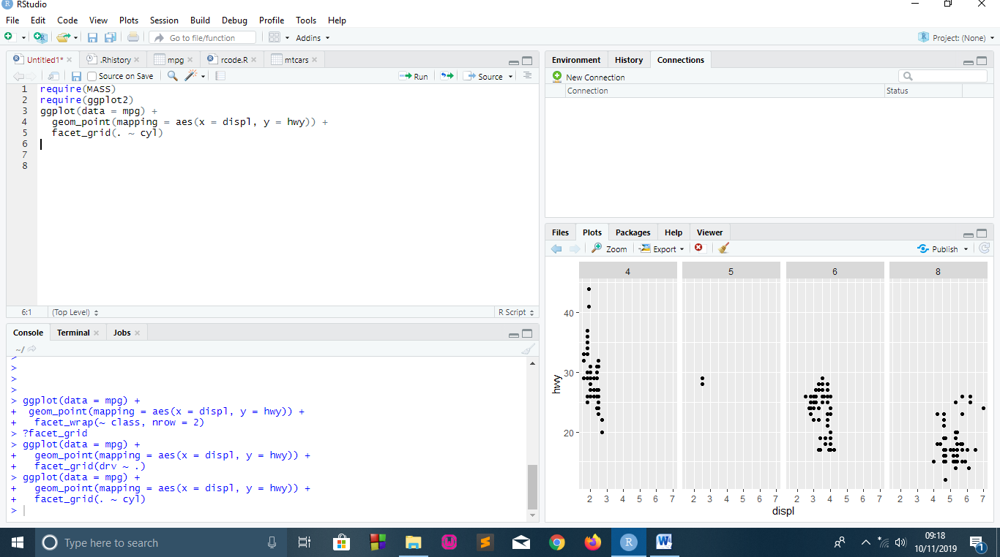 RStudio
File Edit Code View Plots Session Build Debug Profile Tools Help
Go to file/function Addins Project: (None)
Untitled1* .Rhistory mpg rcode.R mtcars
Source on Save Run Source
1 require(MASS)
2 require(ggplot2)
3 ggplot(data = mpg) +
4 geom_point(mapping = aes(x = displ, y = hwy)) +
5 facet_grid(. ~ cyl)
6
7
8
6:1 (Top Level) R Script
Console Terminal Jobs
~/
>
>
>
>
> ggplot(data = mpg) +
+ geom_point(mapping = aes(x = displ, y = hwy)) +
+ facet_wrap(~ class, nrow = 2)
> ?facet_grid
> ggplot(data = mpg) +
+ geom_point(mapping = aes(x = displ, y = hwy)) +
+ facet_grid(drv ~ .)
> ggplot(data = mpg) +
+ geom_point(mapping = aes(x = displ, y = hwy)) +
+ facet_grid(. ~ cyl)
>
Environment History Connections
New Connection
Connection Status
Files Plots Packages Help Viewer
Zoom Export Publish
4 5 6 8
40
30
20
hwy
2 3 4 5 6 7 2 3 4 5 6 7 2 3 4 5 6 7 2 3 4 5 6 7
displ
Type here to search
09:18
10/11/2019
1